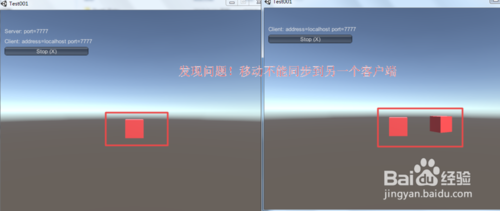 Test001
Test001
Server: port=7777
Client: address=localhost port=7777
Stop (X)
Client: address=localhost port=7777
Stop (X)
发现问题！移动不能同步到另一个客户端
Baidu 经验
jingyan.baidu.com